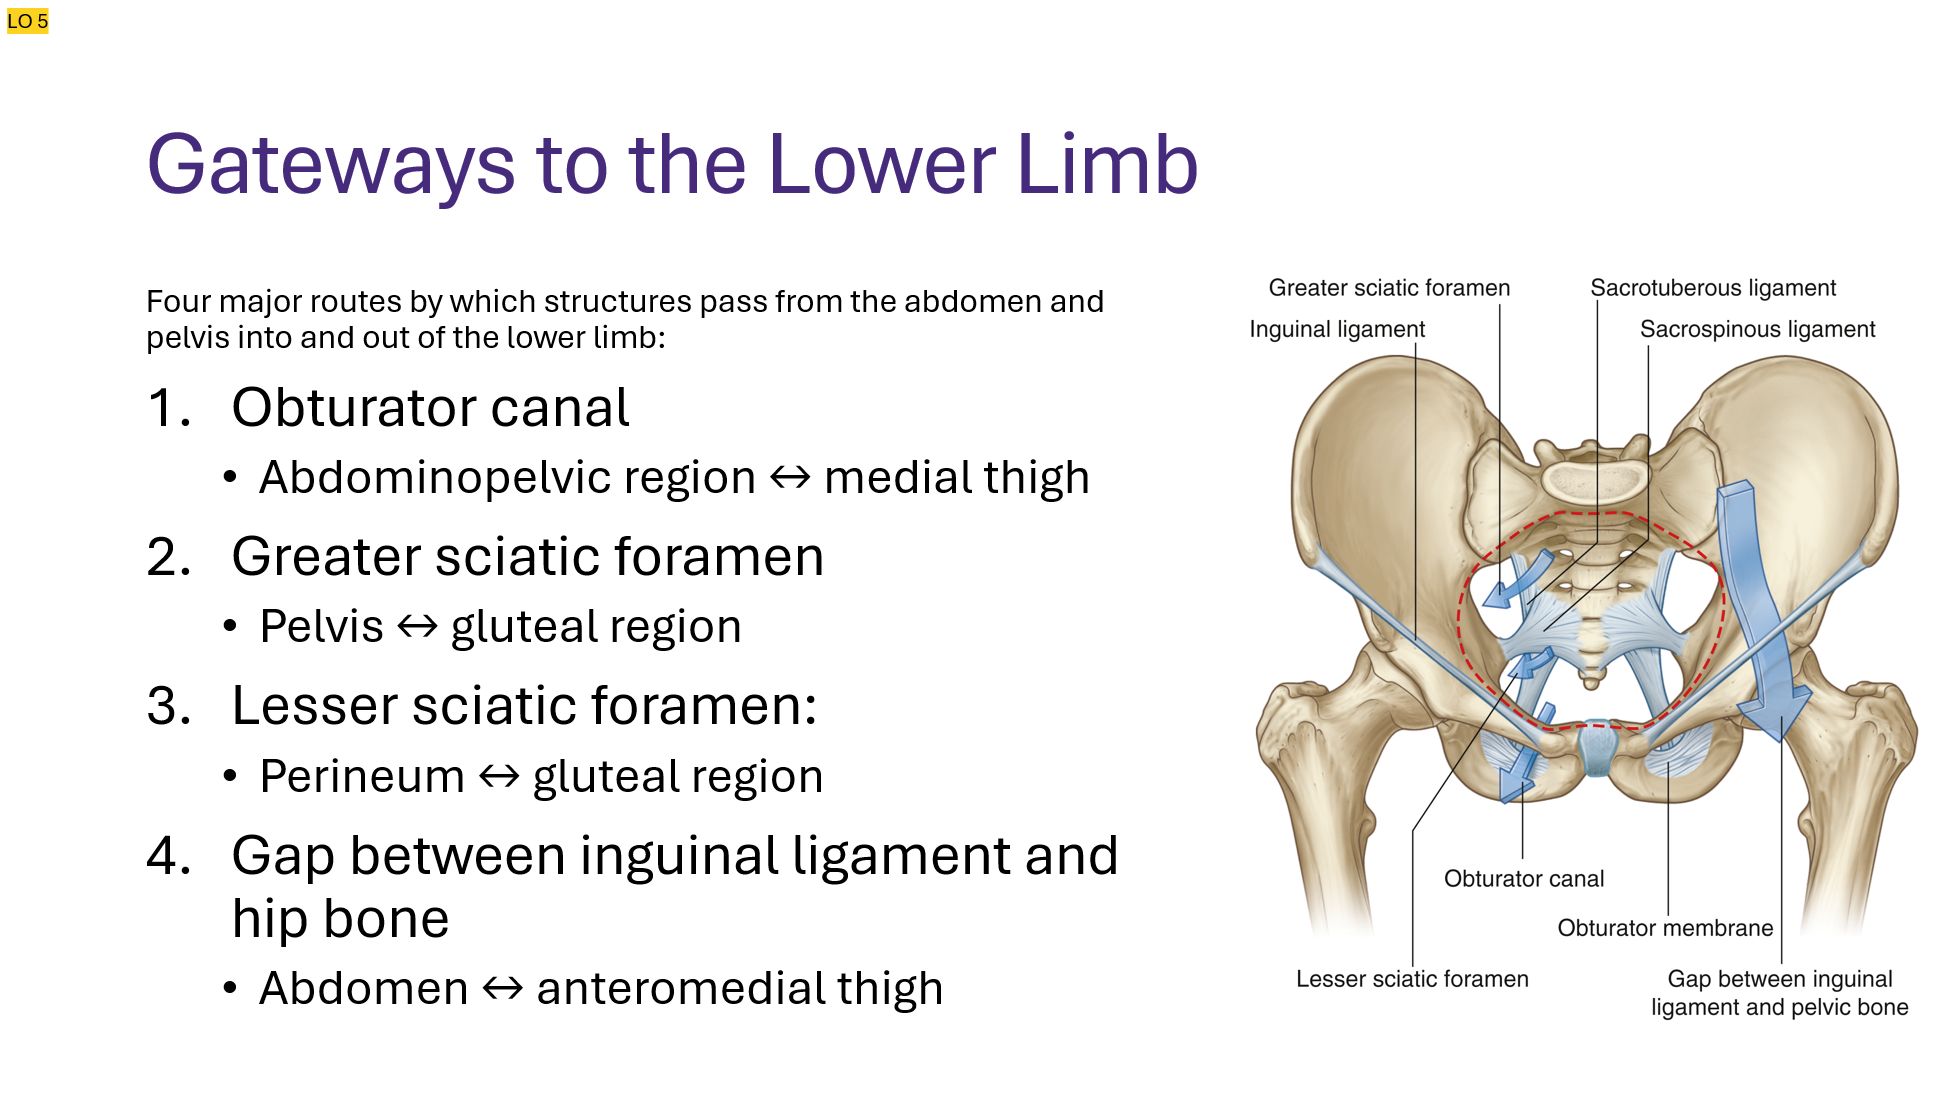 LO 5
Gateways to the Lower Limb
Four major routes by which structures pass from the abdomen and
pelvis into and out of the lower limb:
1. Obturator canal
• Abdominopelvic region ↔ medial thigh
2. Greater sciatic foramen
• Pelvis ↔ gluteal region
3. Lesser sciatic foramen:
• Perineum ↔ gluteal region
4. Gap between inguinal ligament and
hip bone
• Abdomen ↔ anteromedial thigh
Greater sciatic foramen
Sacrotuberous ligament
Inguinal ligament
Sacrospinous ligament
Obturator canal
Obturator membrane
Lesser sciatic foramen
Gap between inguinal
ligament and pelvic bone